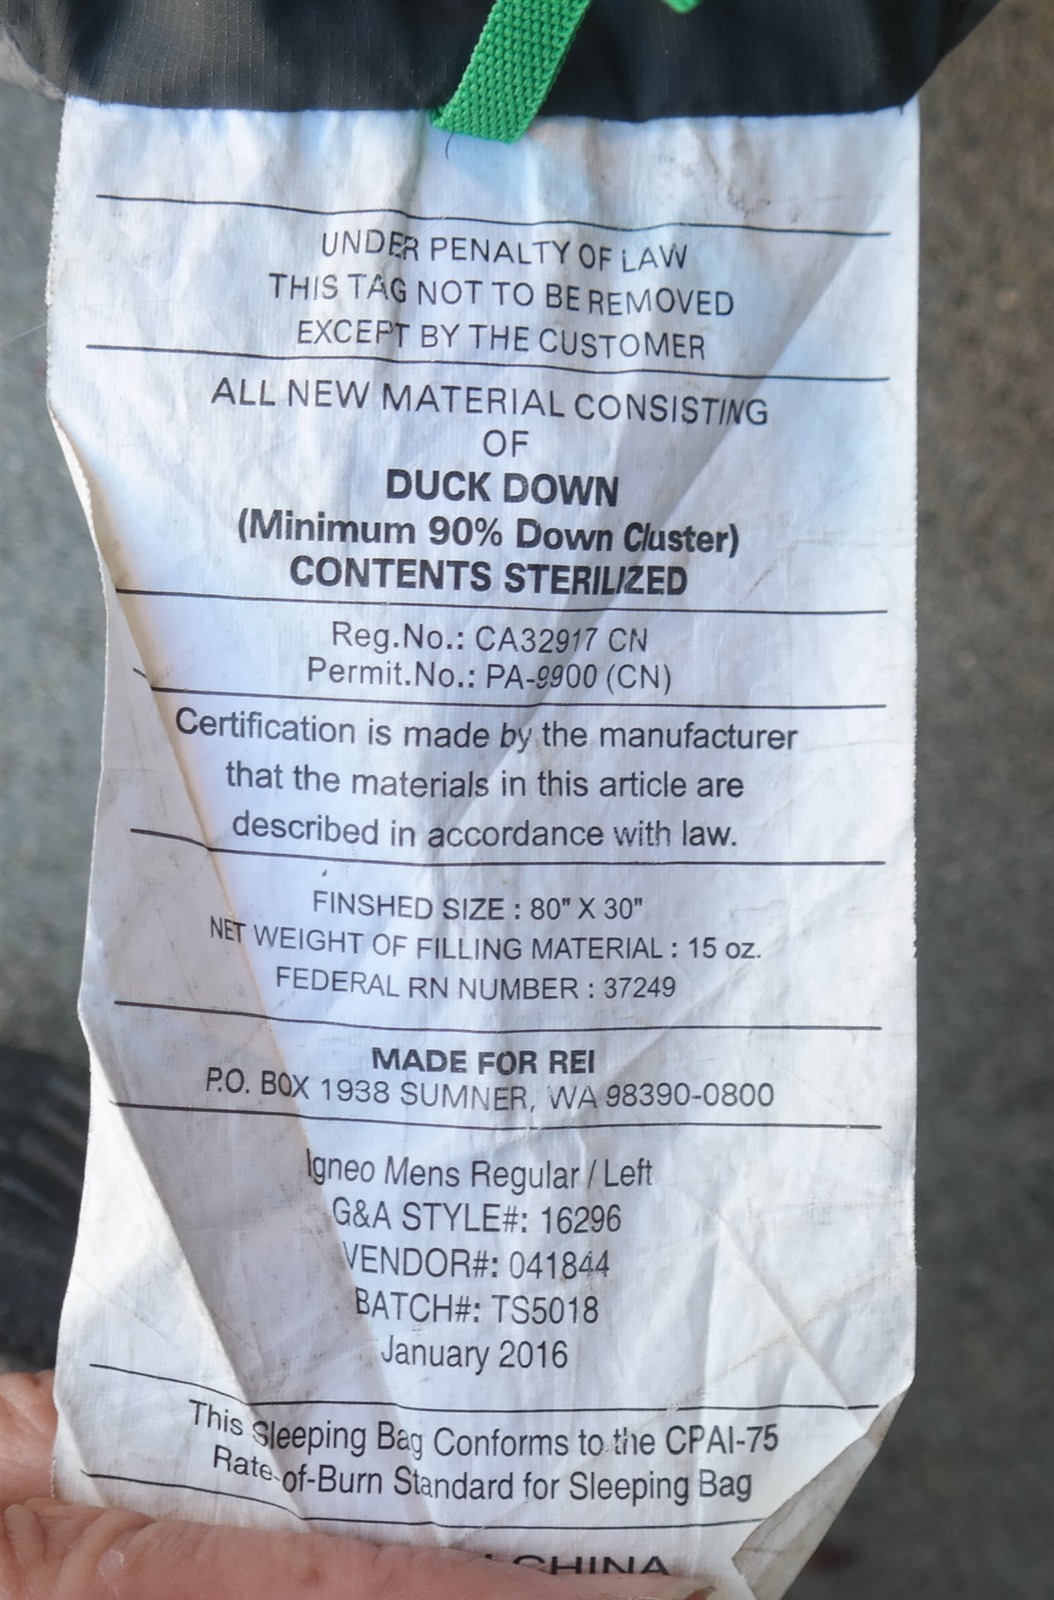 UNDER PENALTY OF LAW
THIS TAG NOT TO BE REMOVED
EXCEPT BY THE CUSTOMER
ALL NEW MATERIAL CONSISTING
OF
DUCK DOWN
(Minimum 90% Down Cluster)
CONTENTS STERILIZED
Reg.No.: CA32917 CN
Permit.No.: PA-9900 (CN)
Certification is made by the manufacturer
that the materials in this article are
described in accordance with law.
FINSHED SIZE : 80" X 30"
NET WEIGHT OF FILLING MATERIAL : 15 oz.
FEDERAL RN NUMBER : 37249
MADE FOR REI
P.O. BOX 1938 SUMNER, WA 98390-0800
Igneo Mens Regular / Left
G&A STYLE#: 16296
VENDOR#: 041844
BATCH#: TS5018
January 2016
This Sleeping Bag Conforms to the CPAI-75
Rate-of-Burn Standard for Sleeping Bag
CHINA